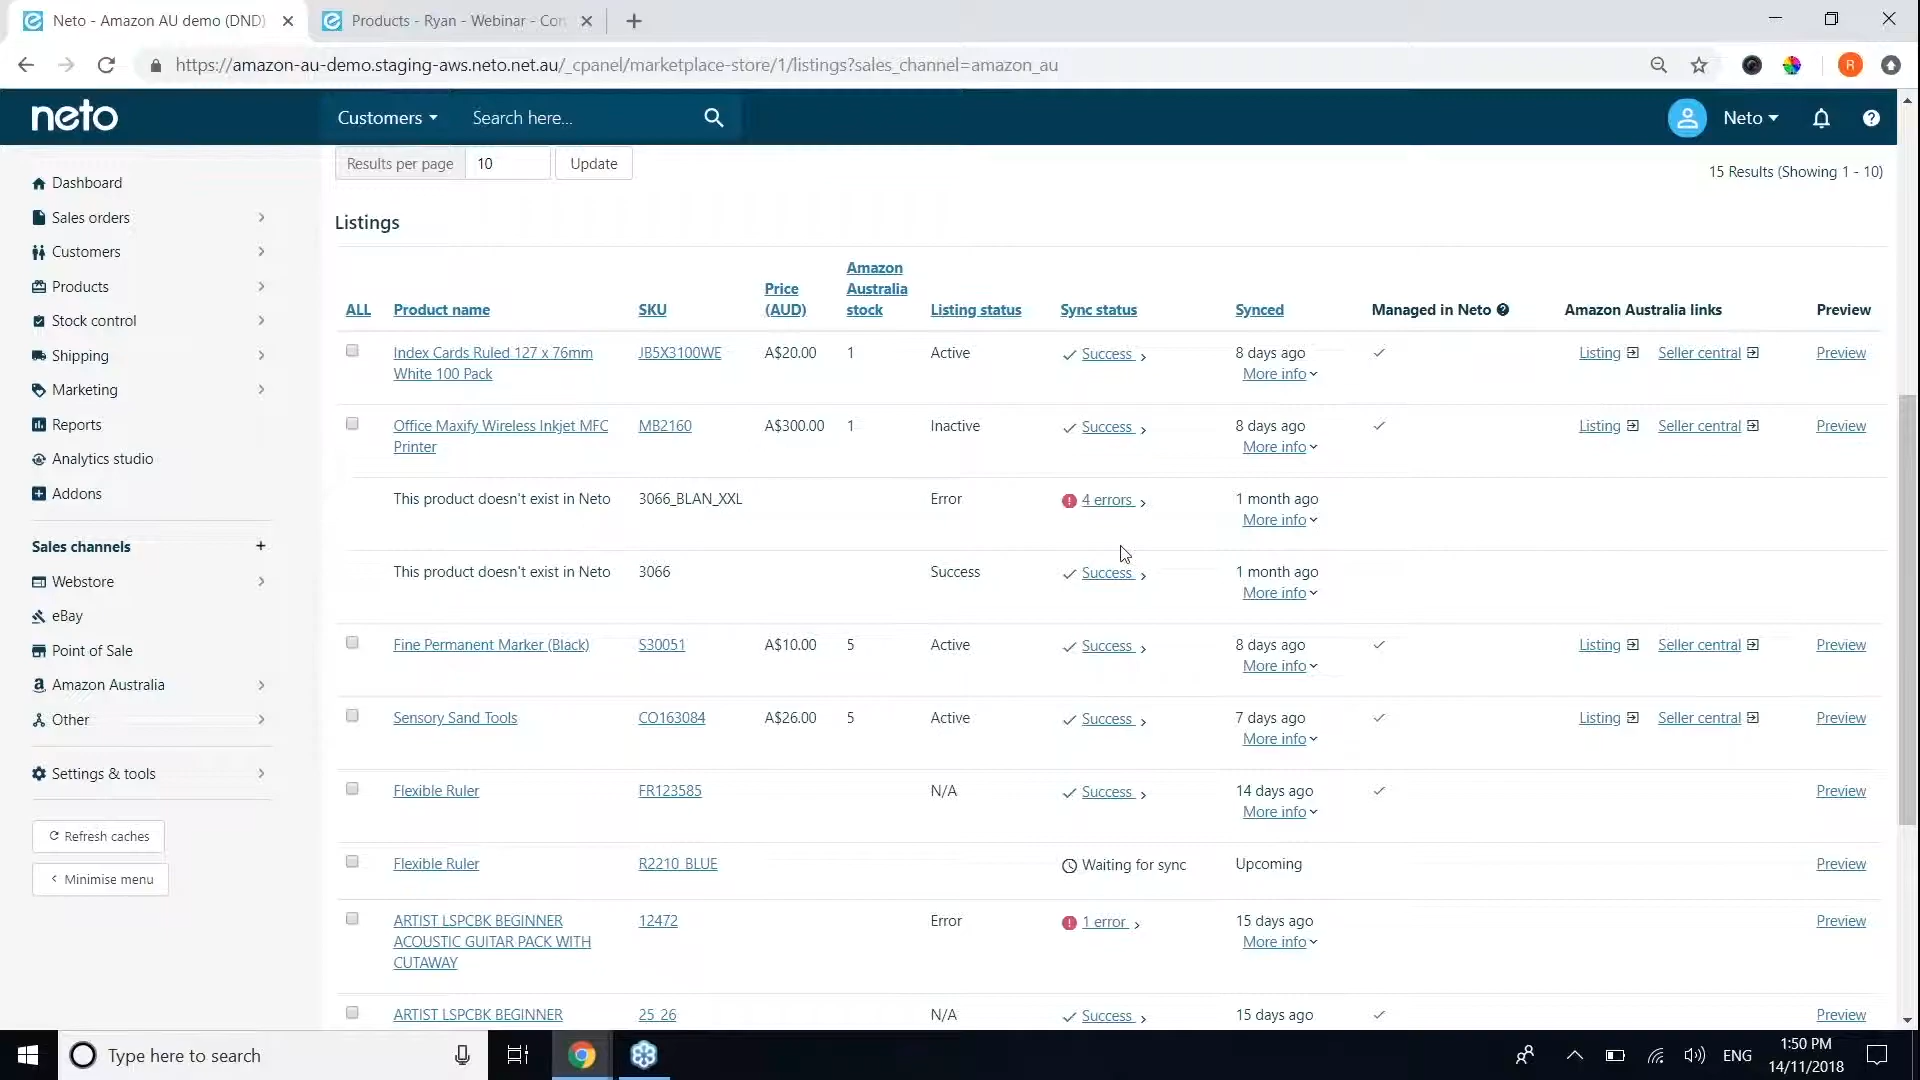 Neto - Amazon AU demo (DND)
Products - Ryan - Webinar - Con
https://amazon-au-demo.staging-aws.neto.net.au/_cpanel/marketplace-store/1/listings?sales_channel=amazon_au
R
neto
Customers
Search here...
Neto
Results per page
10
Update
15 Results (Showing 1 - 10)
Dashboard
Sales orders
Customers
Products
Stock control
Shipping
Marketing
Reports
Analytics studio
Addons
Sales channels +
Webstore
eBay
Point of Sale
Amazon Australia
Other
Settings & tools
Refresh caches
Minimise menu
Listings
ALL
Product name
SKU
Price
(AUD)
Amazon
Australia
stock
Listing status
Sync status
Synced
Managed in Neto
Amazon Australia links
Preview
Index Cards Ruled 127 x 76mm
White 100 Pack
JB5X3100WE
A$20.00
1
Active
Success
8 days ago
More info
Listing
Seller central
Preview
Office Maxify Wireless Inkjet MFC
Printer
MB2160
A$300.00
1
Inactive
Success
8 days ago
More info
Listing
Seller central
Preview
This product doesn't exist in Neto
3066_BLAN_XXL
Error
4 errors
1 month ago
More info
This product doesn't exist in Neto
3066
Success
Success
1 month ago
More info
Fine Permanent Marker (Black)
S30051
A$10.00
5
Active
Success
8 days ago
More info
Listing
Seller central
Preview
Sensory Sand Tools
CO163084
A$26.00
5
Active
Success
7 days ago
More info
Listing
Seller central
Preview
Flexible Ruler
FR123585
N/A
Success
14 days ago
More info
Preview
Flexible Ruler
R2210_BLUE
Waiting for sync
Upcoming
Preview
ARTIST LSPCBK BEGINNER
ACOUSTIC GUITAR PACK WITH
CUTAWAY
12472
Error
1 error
15 days ago
More info
Preview
ARTIST LSPCBK BEGINNER
25_26
N/A
Success
15 days ago
Preview
Type here to search
ENG
1:50 PM
14/11/2018